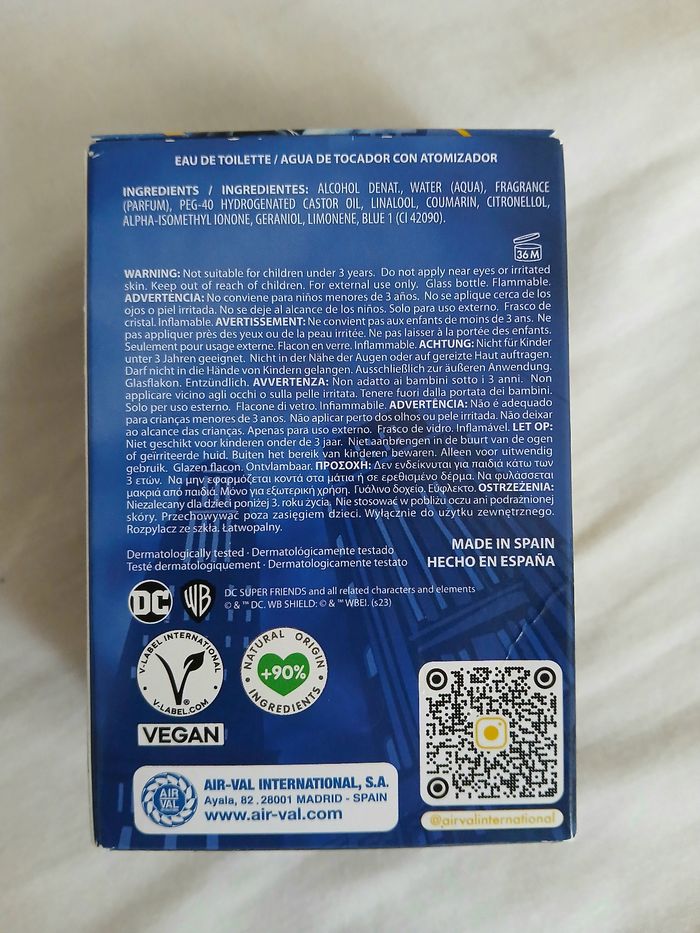 EAU DE TOILETTE / AGUA DE TOCADOR CON ATOMIZADOR
INGREDIENTS / INGREDIENTES: ALCOHOL DENAT., WATER (AQUA), FRAGRANCE
(PARFUM), PEG-40 HYDROGENATED CASTOR OIL, LINALOOL, COUMARIN, CITRONELLOL,
ALPHA-ISOMETHYL IONONE, GERANIOL, LIMONENE, BLUE 1 (CI 42090).
36 M
WARNING: Not suitable for children under 3 years. Do not apply near eyes or irritated
skin. Keep out of reach of children. For external use only. Glass bottle. Flammable.
ADVERTENCIA: No conviene para niños menores de 3 años. No se aplique cerca de los
ojos o piel irritada. No se deje al alcance de los niños. Solo para uso externo. Frasco de
cristal. Inflamable. AVERTISSEMENT: Ne convient pas aux enfants de moins de 3 ans. Ne
pas appliquer près des yeux ou de la peau irritée. Ne pas laisser à la portée des enfants.
Seulement pour usage externe. Flacon en verre. Inflammable. ACHTUNG: Nicht für Kinder
unter 3 Jahren geeignet. Nicht in der Nähe der Augen oder auf gereizte Haut auftragen.
Darf nicht in die Hände von Kindern gelangen. Ausschließlich zur äußeren Anwendung.
Glasflakon. Entzündlich. AVVERTENZA: Non adatto ai bambini sotto i 3 anni. Non
applicare vicino agli occhi o sulla pelle irritata. Tenere fuori dalla portata dei bambini.
Solo per uso esterno. Flacone di vetro. Infiammabile. ADVERTÊNCIA: Não é adequado
para crianças menores de 3 anos. Não aplicar perto dos olhos ou pele irritada. Não deixar
ao alcance das crianças. Apenas para uso externo. Frasco de vidro. Inflamável. LET OP:
Niet geschikt voor kinderen onder de 3 jaar. Niet aanbrengen in de buurt van de ogen
of geïrriteerde huid. Buiten het bereik van kinderen bewaren. Alleen voor uitwendig
gebruik. Glazen flacon. Ontvlambaar. ΠΡΟΣΟΧΗ: Δεν ενδείκνυται για παιδιά κάτω των
3 ετών. Να μην εφαρμόζεται κοντά στα μάτια ή σε ερεθισμένο δέρμα. Να φυλάσσεται
μακριά από παιδιά. Μόνο για εξωτερική χρήση. Γυάλινο δοχείο. Εύφλεκτο. OSTRZEŻENIA:
Niezalecany dla dzieci poniżej 3. roku życia. Nie stosować w pobliżu oczu ani podrażnionej
skóry. Przechowywać poza zasięgiem dzieci. Wyłącznie do użytku zewnętrznego.
Rozpylacz ze szkła. Łatwopalny.
Dermatologically tested · Dermatológicamente testado
Testé dermatologiquement · Dermatologicamente testato
MADE IN SPAIN
HECHO EN ESPAÑA
DC
WB
DC SUPER FRIENDS and all related characters and elements
© & ™ DC. WB SHIELD: © & ™ WBEI. (s23)
V-LABEL INTERNATIONAL
V-LABEL.COM
VEGAN
NATURAL ORIGIN
+90%
INGREDIENTS
AIR VAL
AIR-VAL INTERNATIONAL, S.A.
Ayala, 82 . 28001 MADRID - SPAIN
www.air-val.com
@airvalinternational